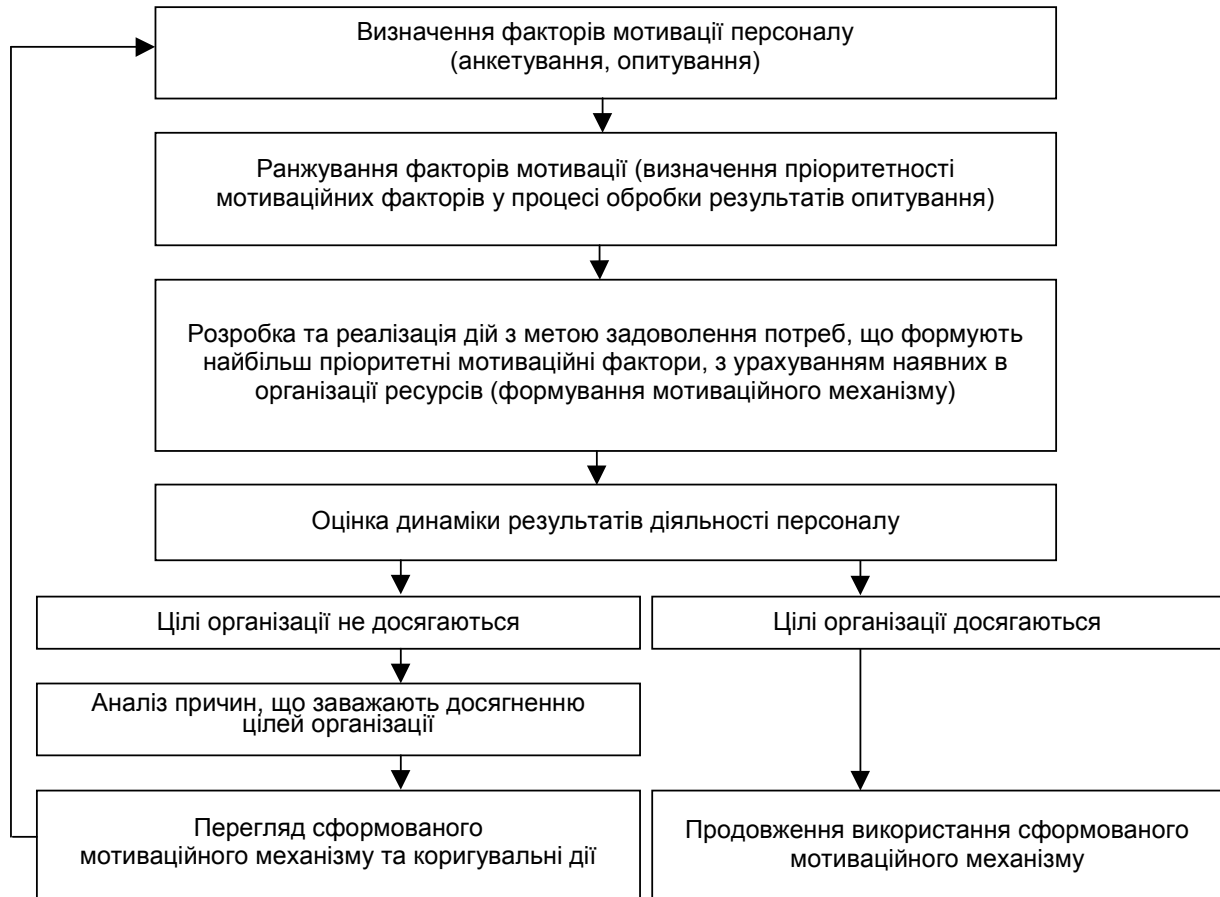 Визначення факторів мотивації персоналу
(анкетування, опитування)
Ранжування факторів мотивації (визначення пріоритетності
мотиваційних факторів у процесі обробки результатів опитування)
Розробка та реалізація дій з метою задоволення потреб, що формують
найбільш пріоритетні мотиваційні фактори, з урахуванням наявних в
організації ресурсів (формування мотиваційного механізму)
Оцінка динаміки результатів діяльності персоналу
Цілі організації не досягаються
Цілі організації досягаються
Аналіз причин, що заважають досягненню
цілей організації
Перегляд сформованого
мотиваційного механізму та коригувальні дії
Продовження використання сформованого
мотиваційного механізму